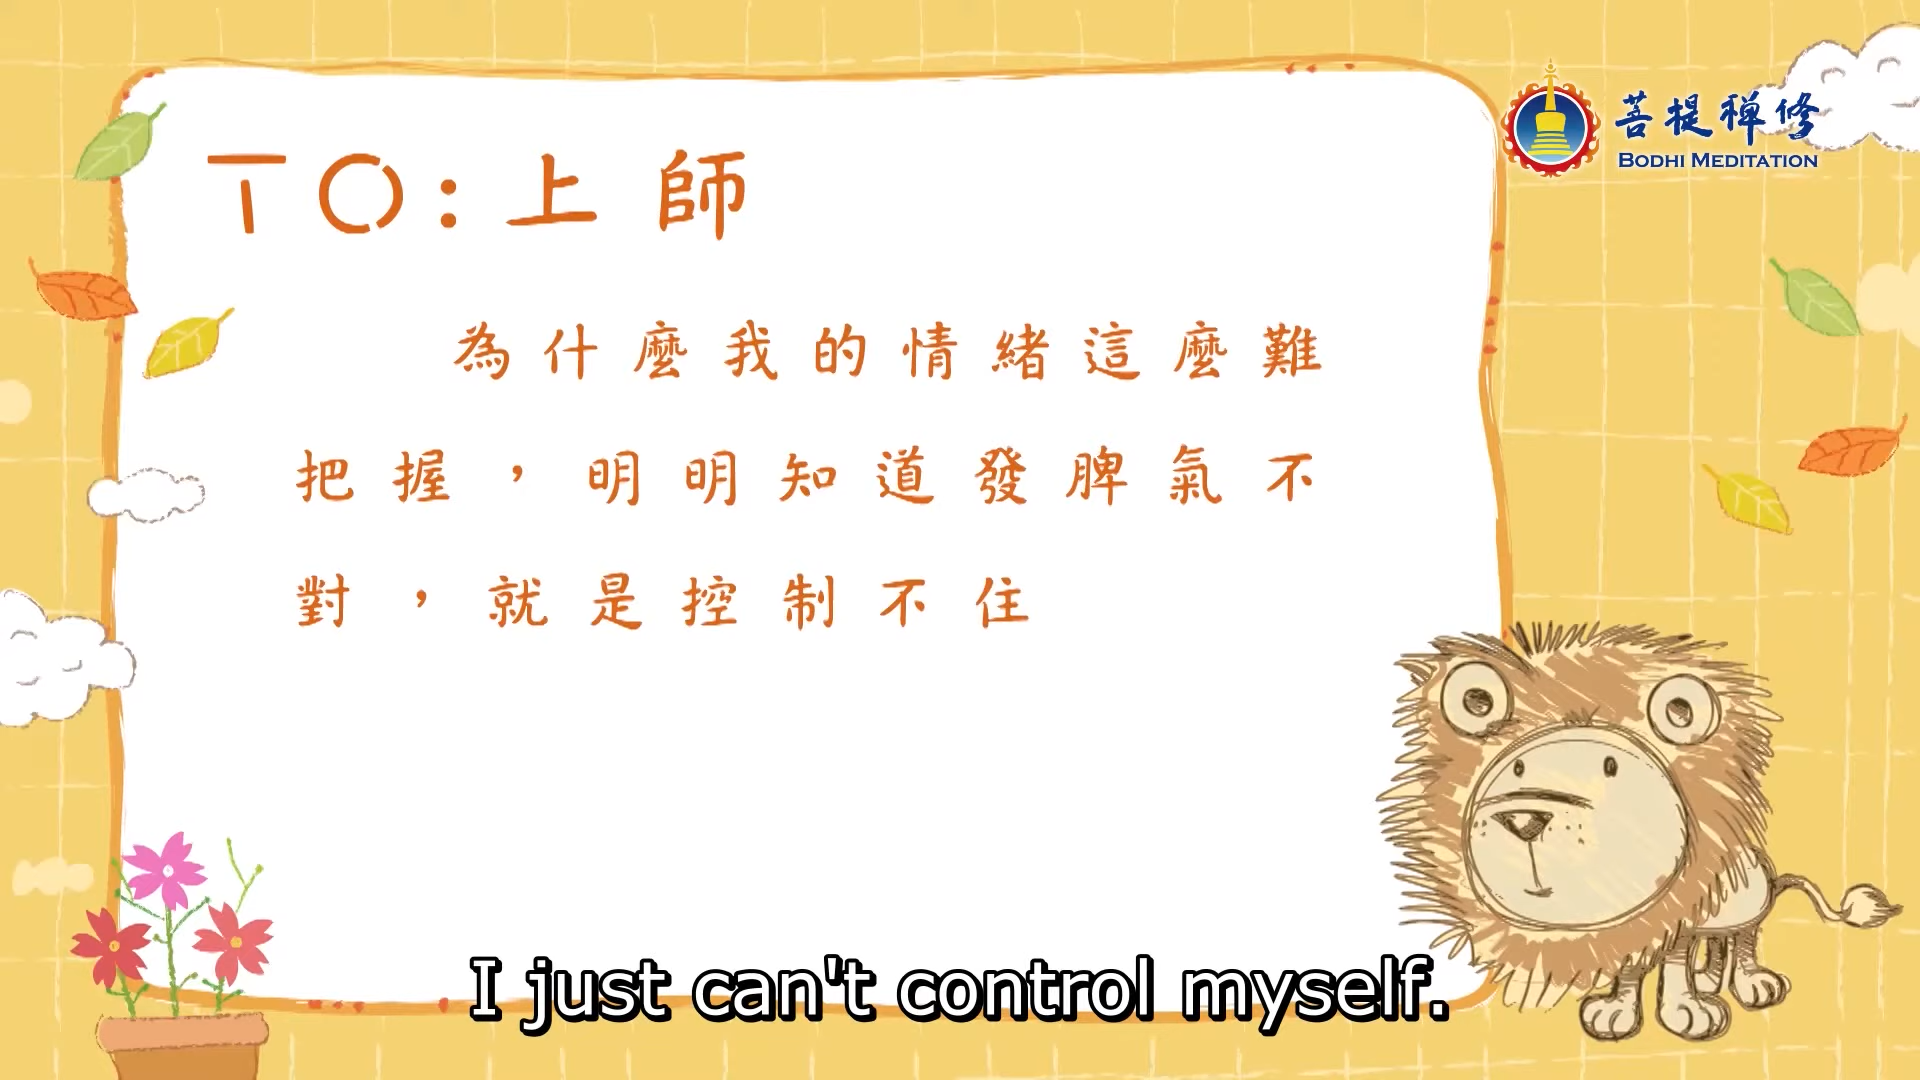 菩提禪修
BODHI MEDITATION
TO:上師
為什麼我的情緒這麼難
把握，明明知道發脾氣不
對，就是控制不住
I just can't control myself.